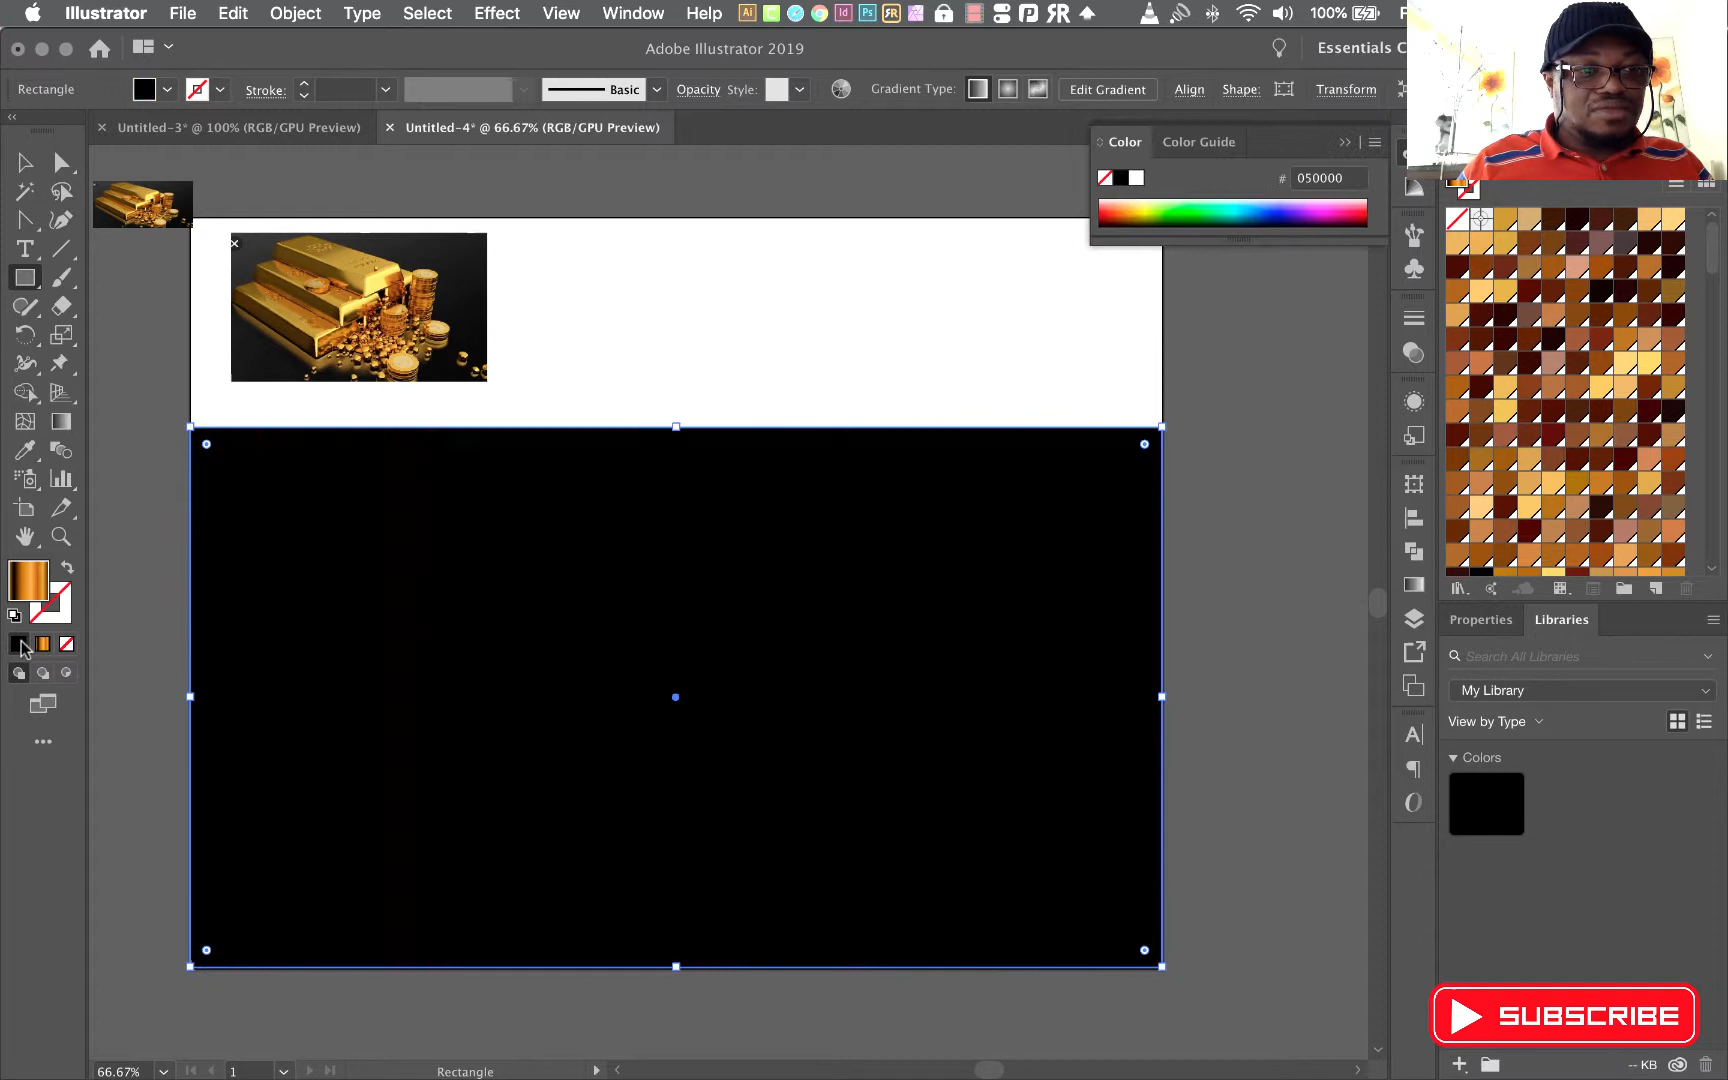 Illustrator File Edit Object Type Select Effect View Window Help 100%
Adobe Illustrator 2019
Essentials C
Rectangle Stroke: Basic Opacity Style: Gradient Type: Edit Gradient Align Shape: Transform
Untitled-3* @ 100% (RGB/GPU Preview) Untitled-4* @ 66.67% (RGB/GPU Preview)
Color Color Guide
# 050000
Properties Libraries
Search All Libraries
My Library
View by Type
Colors
SUBSCRIBE
66.67% 1 Rectangle
-- KB